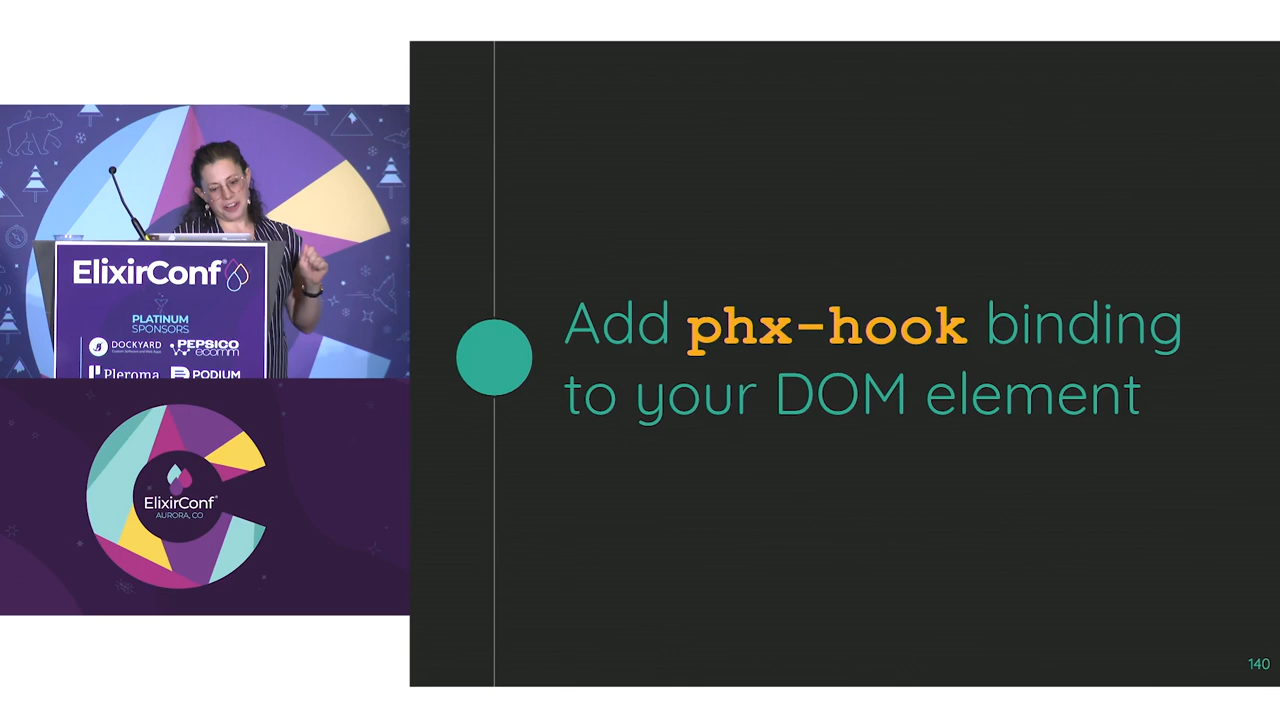 ElixirConf
PLATINUM
SPONSORS
DOCKYARD
PEPSICO
ecomm
Pleroma
PODIUM
ElixirConf
AURORA, CO
Add phx-hook binding
to your DOM element
140